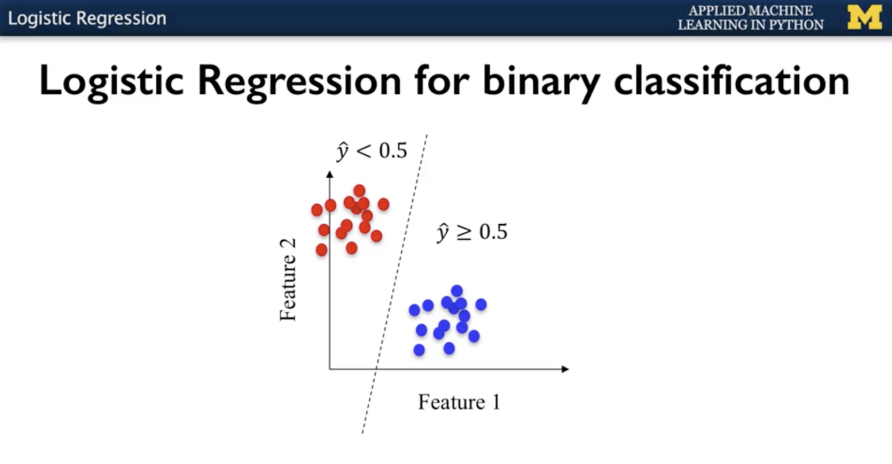 Logistic Regression
APPLIED MACHINE
LEARNING IN PYTHON
M
Logistic Regression for binary classification
ŷ < 0.5
ŷ ≥ 0.5
Feature 2
Feature 1